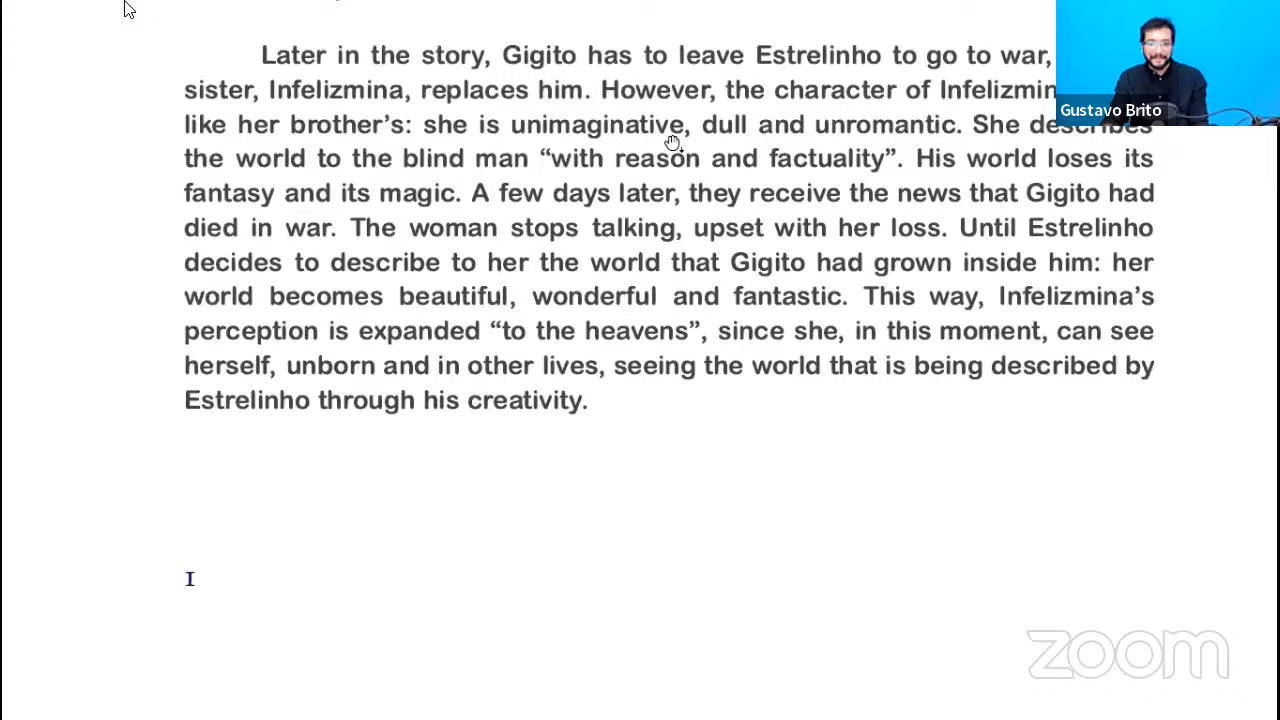 Later in the story, Gigito has to leave Estrelinho to go to war,
sister, Infelizmina, replaces him. However, the character of
like her brother's: she is unimaginative, dull and unromantic. She describes
the world to the blind man “with reason and factuality”. His world loses its
fantasy and its magic. A few days later, they receive the news that Gigito had
died in war. The woman stops talking, upset with her loss. Until Estrelinho
decides to describe to her the world that Gigito had grown inside him: her
world becomes beautiful, wonderful and fantastic. This way, Infelizmina’s
perception is expanded “to the heavens”, since she, in this moment, can see
herself, unborn and in other lives, seeing the world that is being described by
Estrelinho through his creativity.
Gustavo Brito
zoom